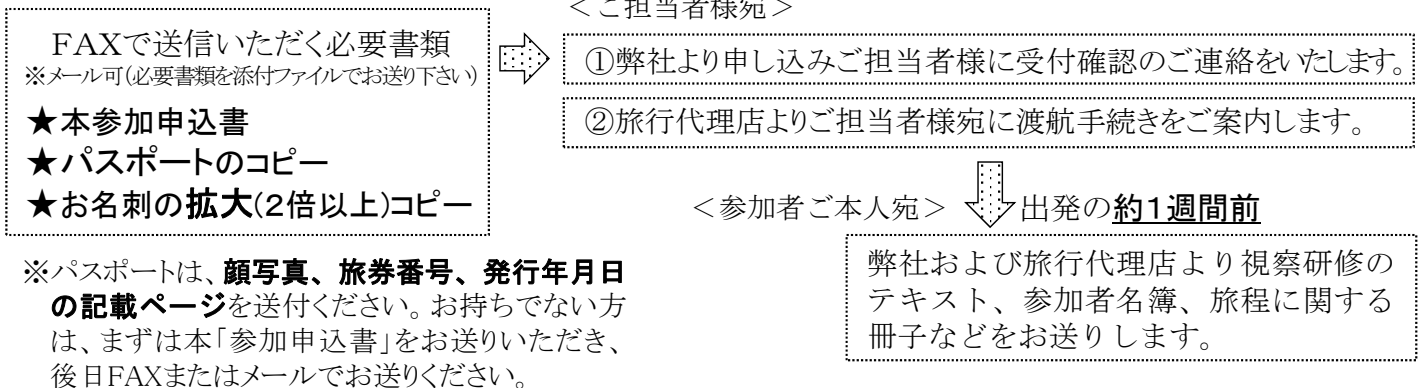 FAXで送信いただく必要書類
※メール可(必要書類を添付ファイルでお送り下さい)
★本参加申込書
★パスポートのコピー
★お名刺の拡大(2倍以上)コピー
※パスポートは、顔写真、旅券番号、発行年月日
の記載ページを送付ください。お持ちでない方
は、まずは本「参加申込書」をお送りいただき、
後日FAXまたはメールでお送りください。
<ご担当者様宛>
①弊社より申し込みご担当者様に受付確認のご連絡をいたします。
②旅行代理店よりご担当者様宛に渡航手続きをご案内します。
<参加者ご本人宛>
出発の約1週間前
弊社および旅行代理店より視察研修の
テキスト、参加者名簿、旅程に関する
冊子などをお送りします。